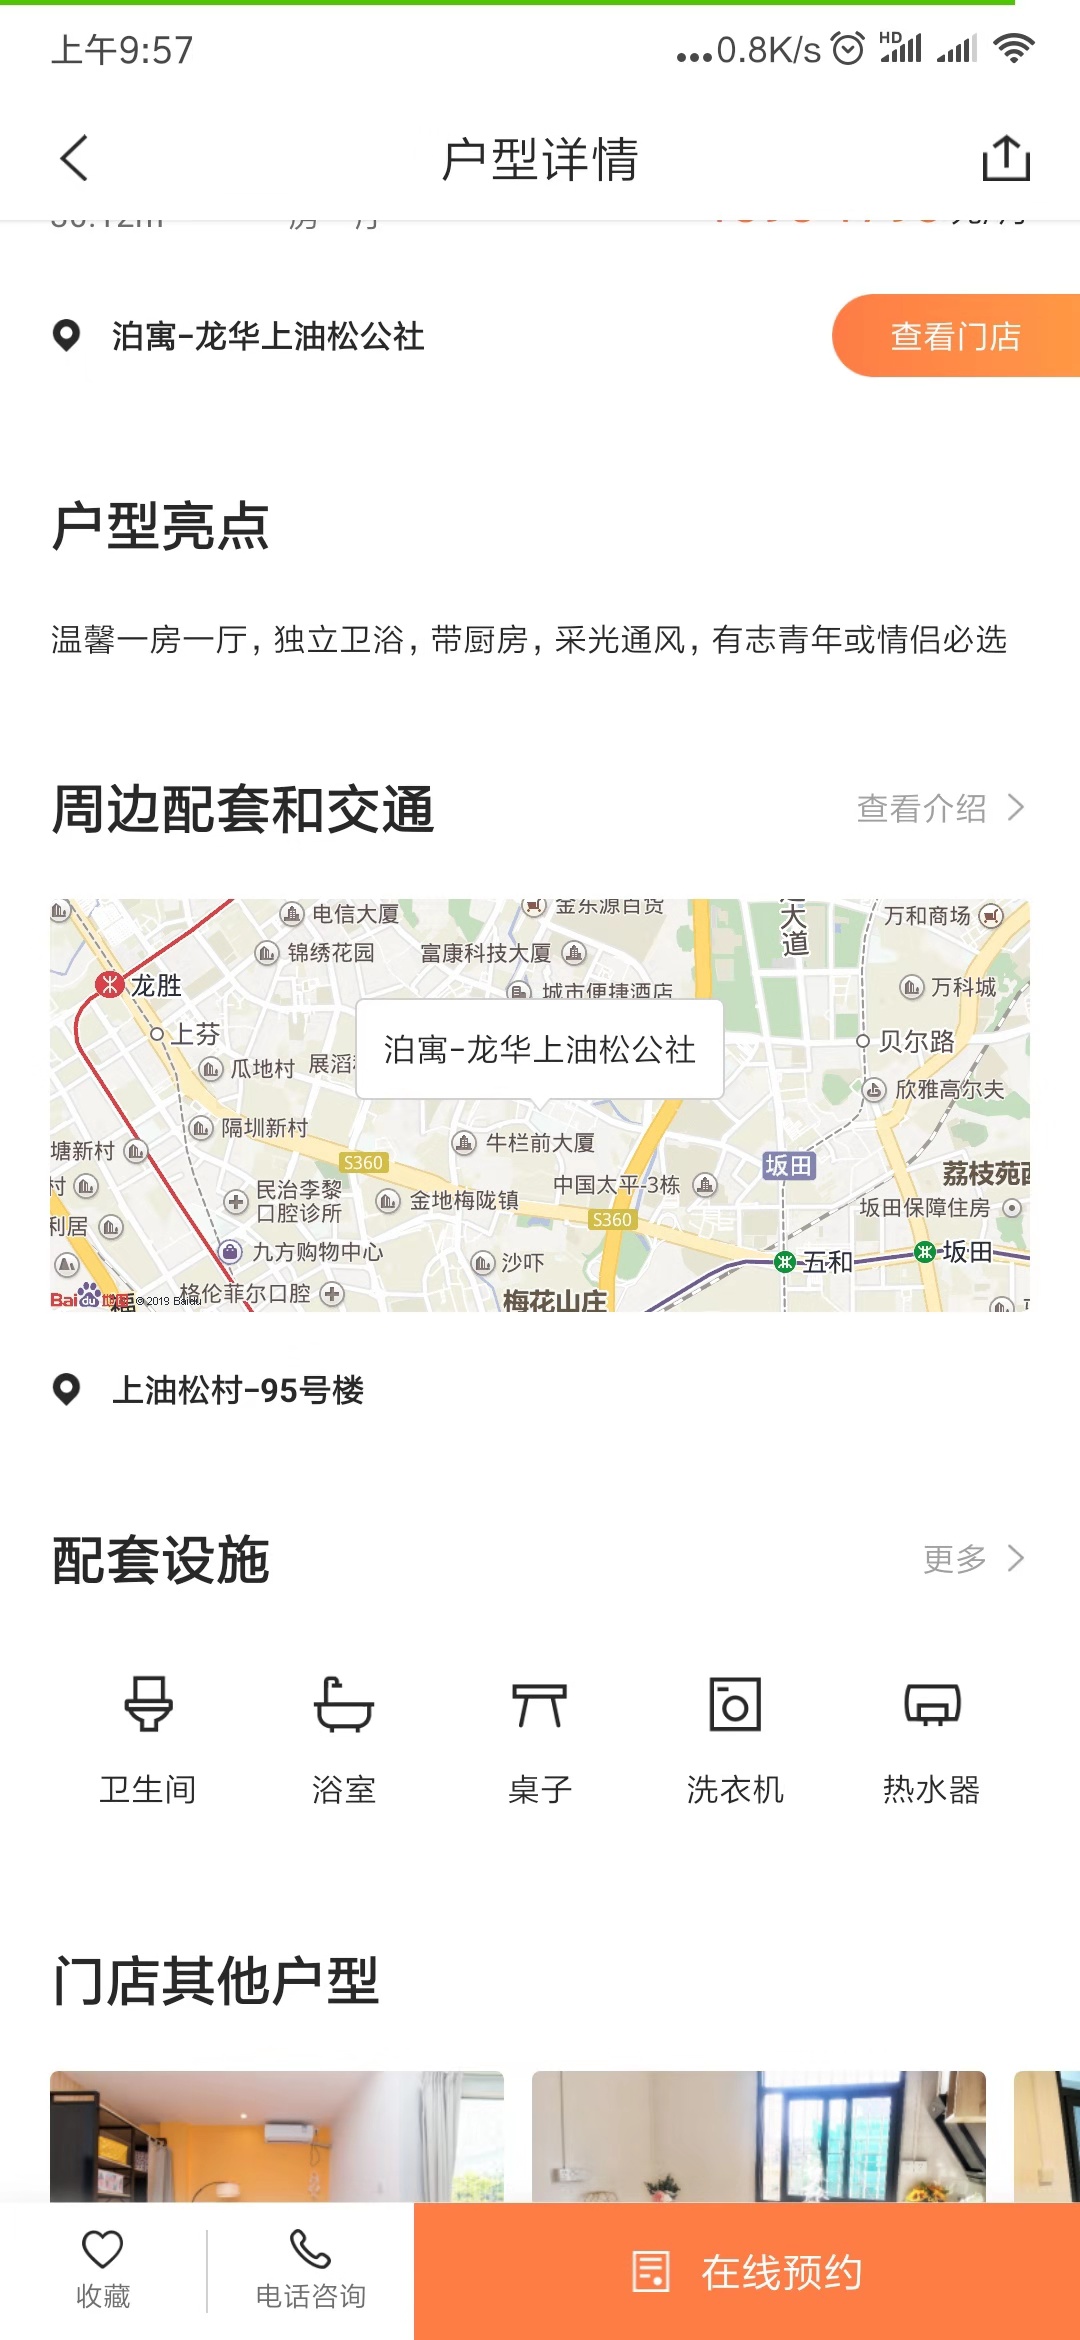 上午9:57
...0.8K/s
HD
户型详情
泊寓-龙华上油松公社
查看门店
户型亮点
温馨一房一厅，独立卫浴，带厨房，采光通风，有志青年或情侣必选
周边配套和交通
查看介绍
电信大厦
金东源百货
大道
万和商场
锦绣花园
富康科技大厦
龙胜
城市便捷酒店
万科城
上芬
泊寓-龙华上油松公社
贝尔路
瓜地村
展滔
欣雅高尔夫
隔圳新村
牛栏前大厦
塘新村
S360
坂田
荔枝苑西
村
民治李黎
口腔诊所
金地梅陇镇
中国太平-3栋
坂田保障住房
利居
S360
九方购物中心
沙吓
五和
坂田
格伦菲尔口腔
梅花山庄
Baidu地图
© 2019 Baidu
上油松村-95号楼
配套设施
更多
卫生间
浴室
桌子
洗衣机
热水器
门店其他户型
收藏
电话咨询
在线预约